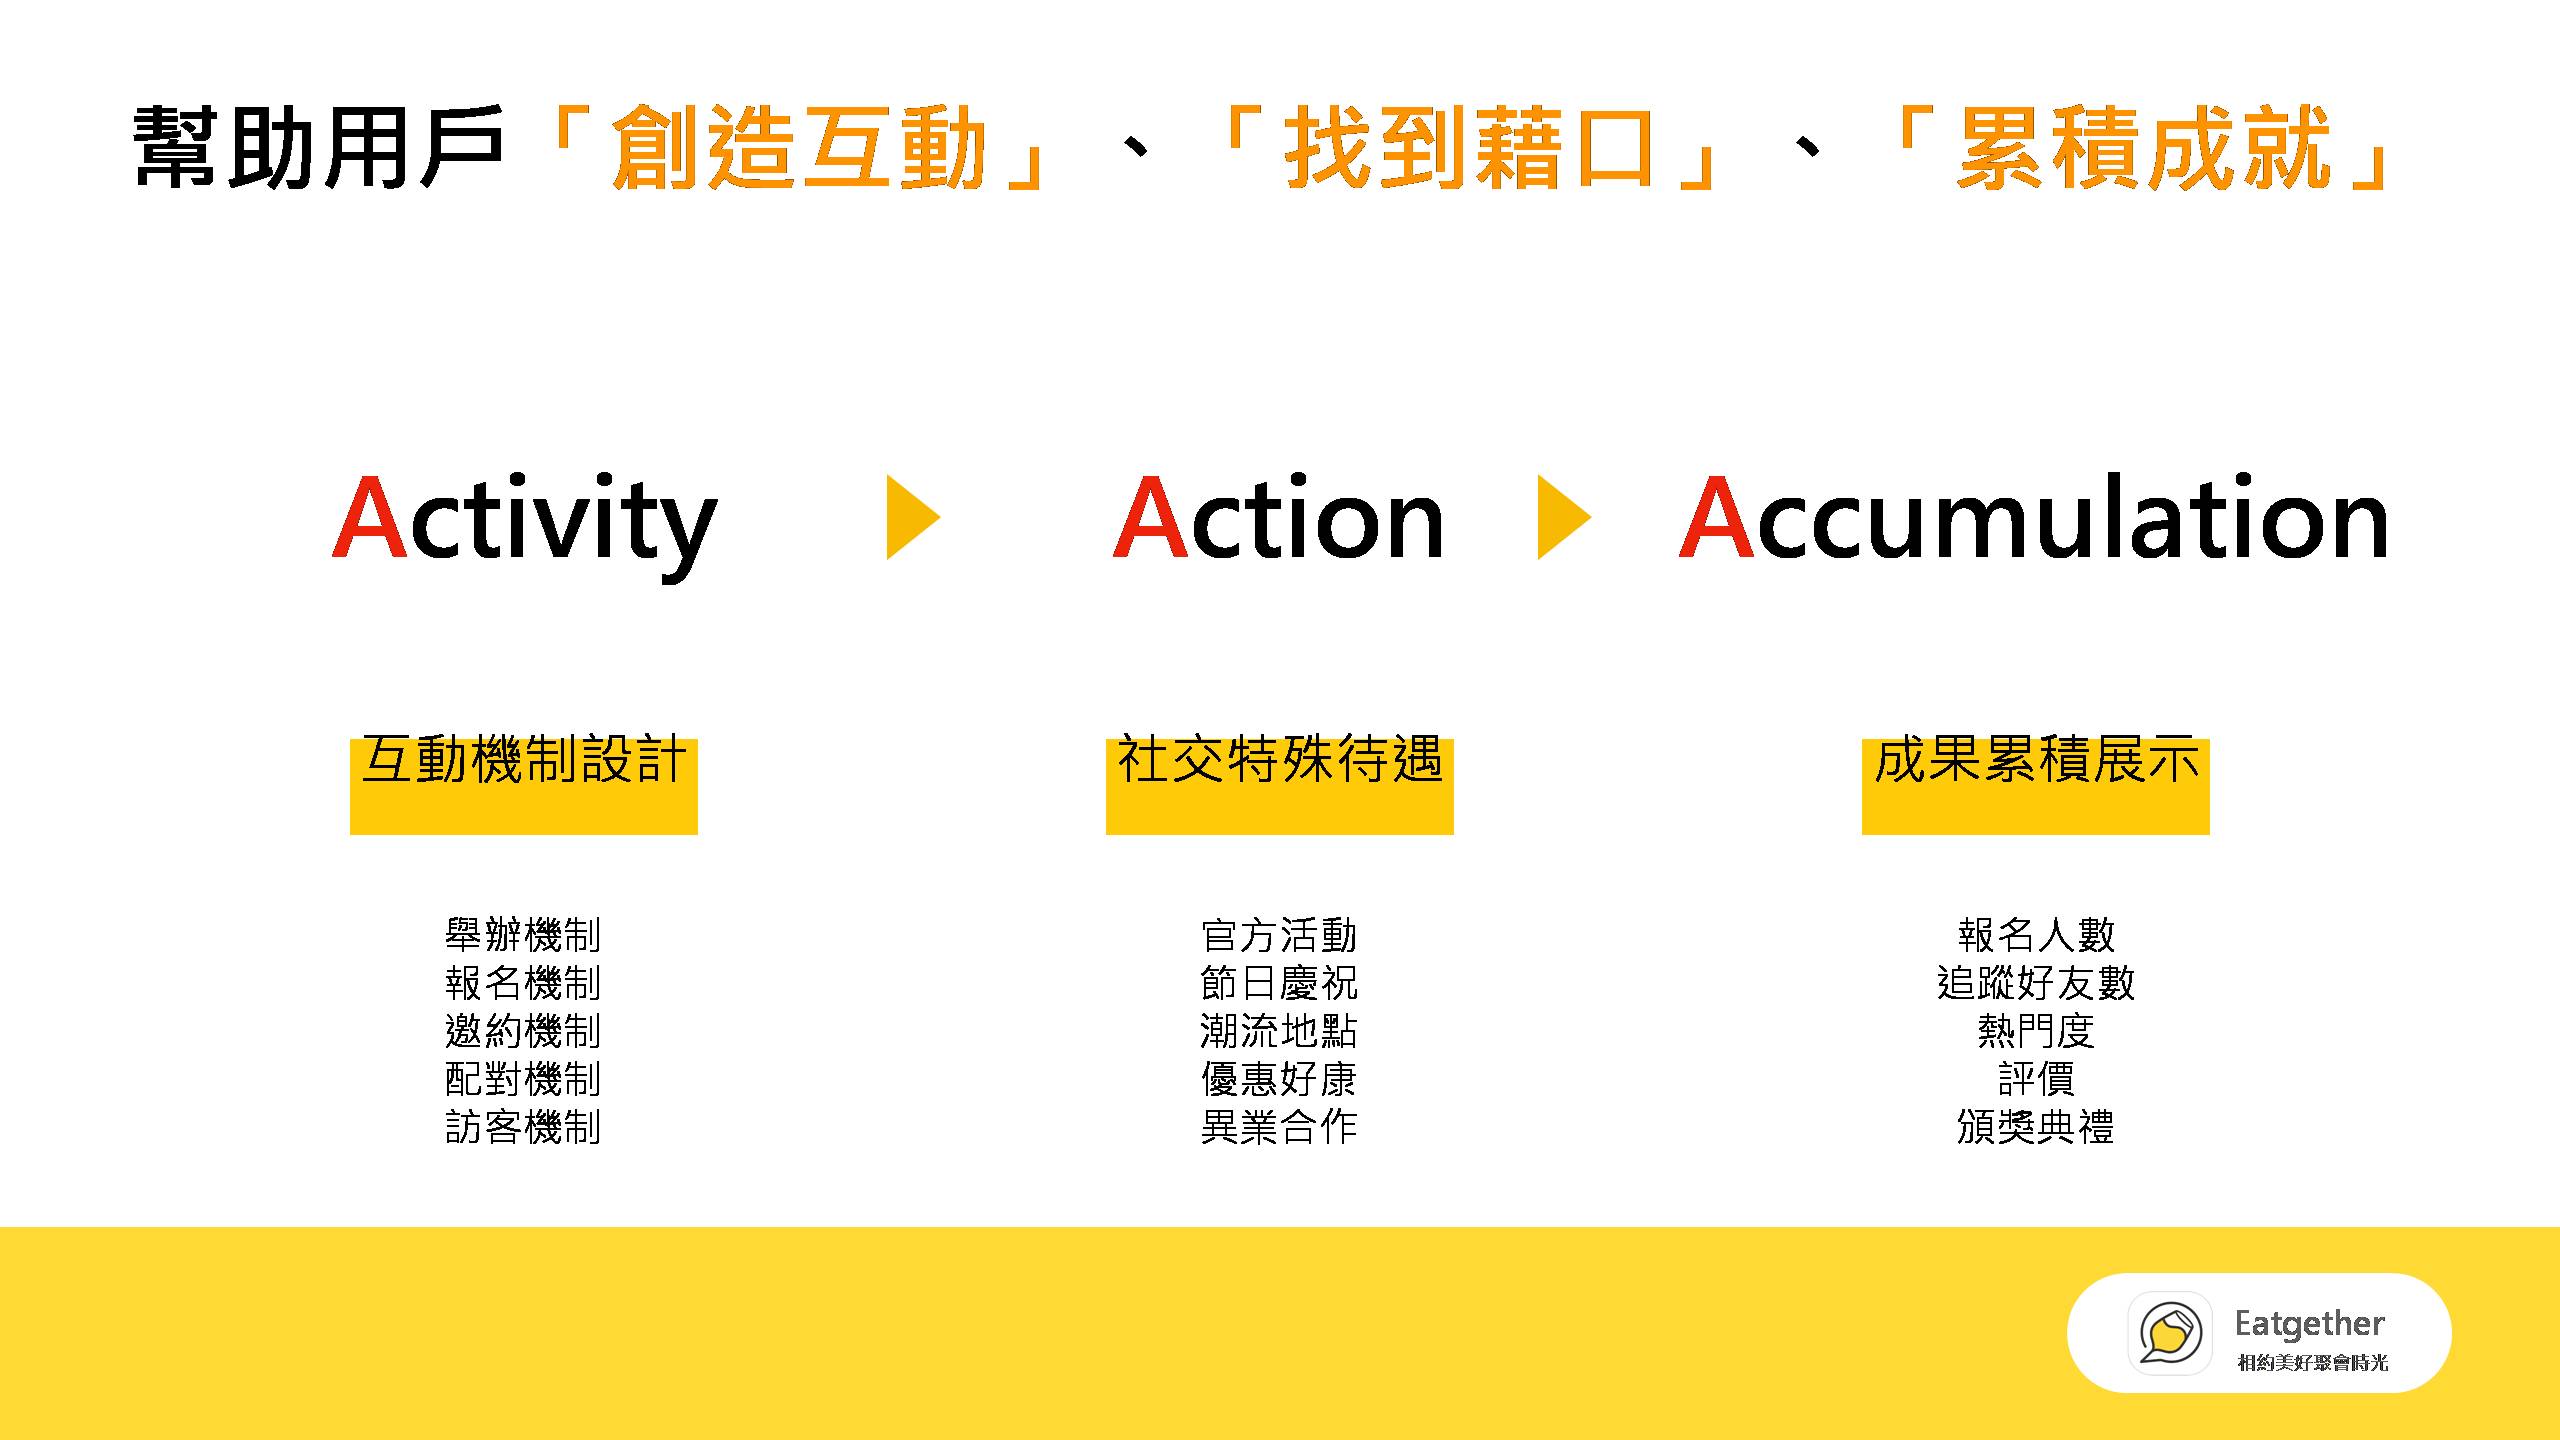 幫助用戶「創造互動」、「找到藉口」、「累積成就」
Activity
Action
Accumulation
互動機制設計
社交特殊待遇
成果累積展示
舉辦機制
報名機制
邀約機制
配對機制
訪客機制
官方活動
節日慶祝
潮流地點
優惠好康
異業合作
報名人數
追蹤好友數
熱門度
評價
頒獎典禮
Eatgether
相約美好聚會時光